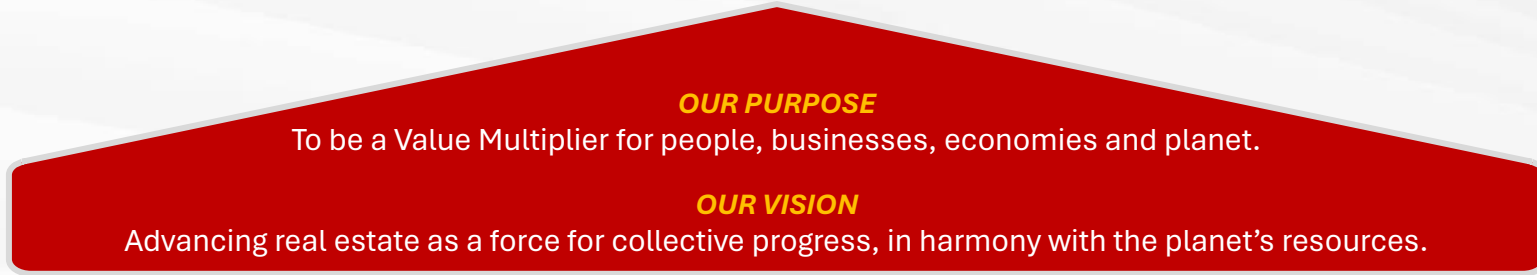 OUR PURPOSE
To be a Value Multiplier for people, businesses, economies and planet.
OUR VISION
Advancing real estate as a force for collective progress, in harmony with the planet’s resources.